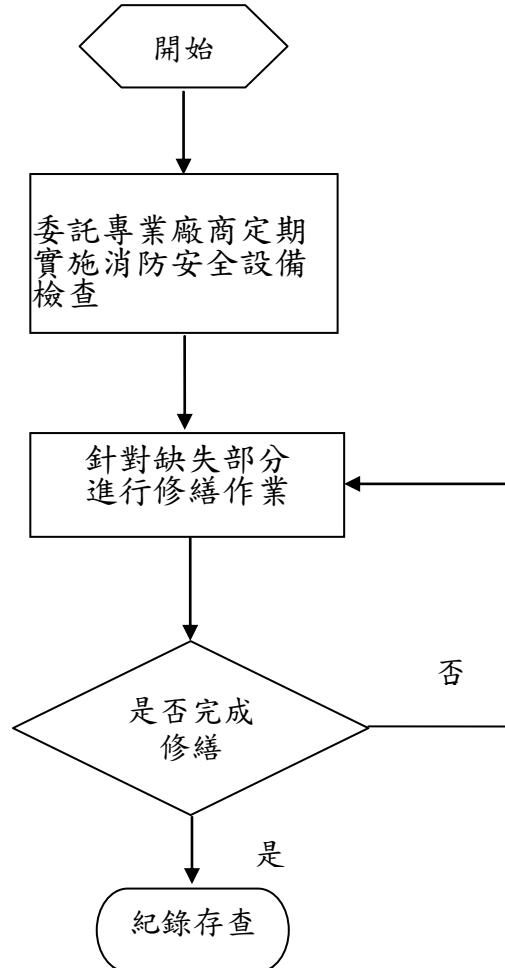 開始
委託專業廠商定期
實施消防安全設備
檢查
針對缺失部分
進行修繕作業
是否完成
修繕
否
是
紀錄存查